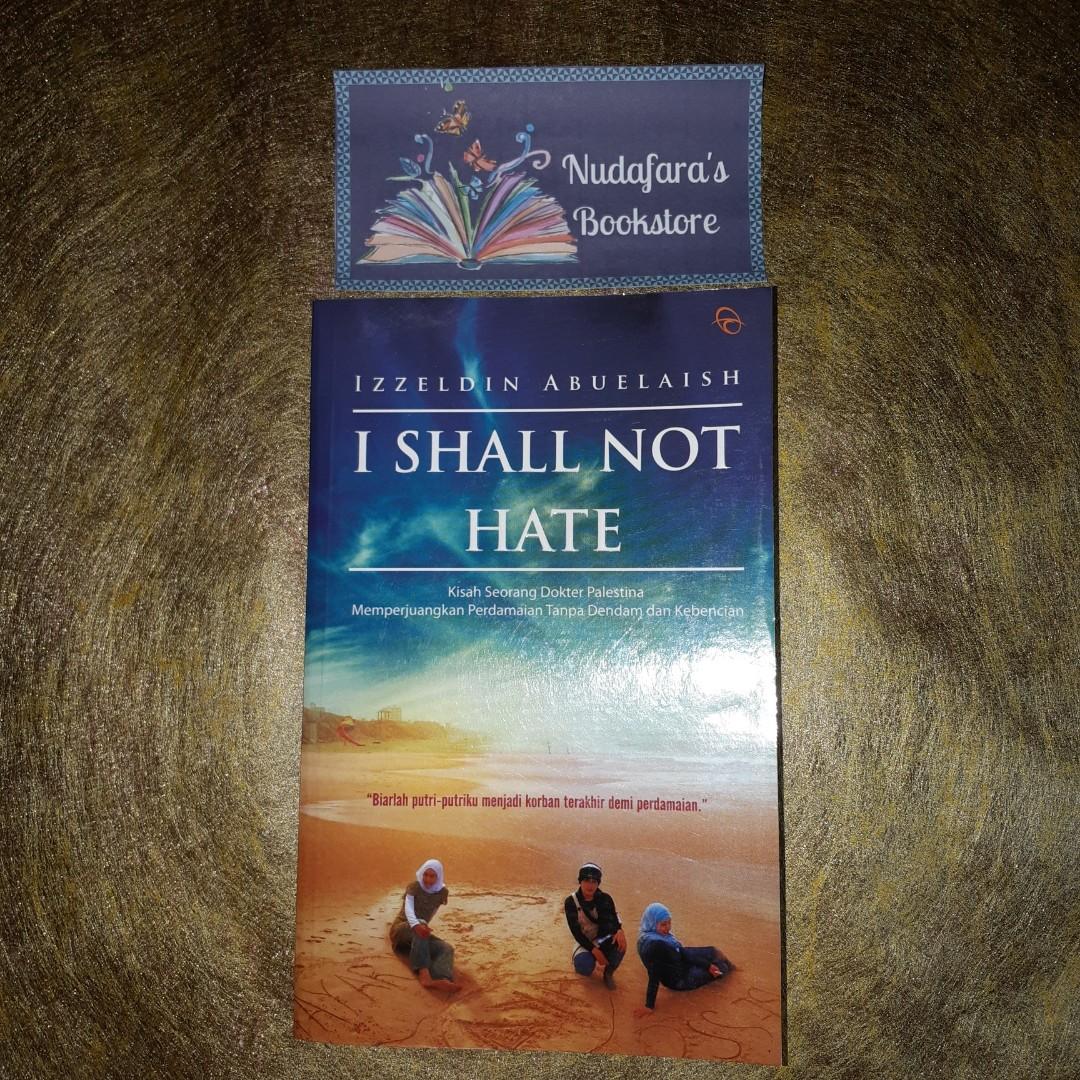 Nudafara's
Bookstore
IZZELDIN ABUELAISH
I SHALL NOT
HATE
Kisah Seorang Dokter Palestina
Memperjuangkan Perdamaian Tanpa Dendam dan Kebencian
"Biarlah putri-putriku menjadi korban terakhir demi perdamaian."